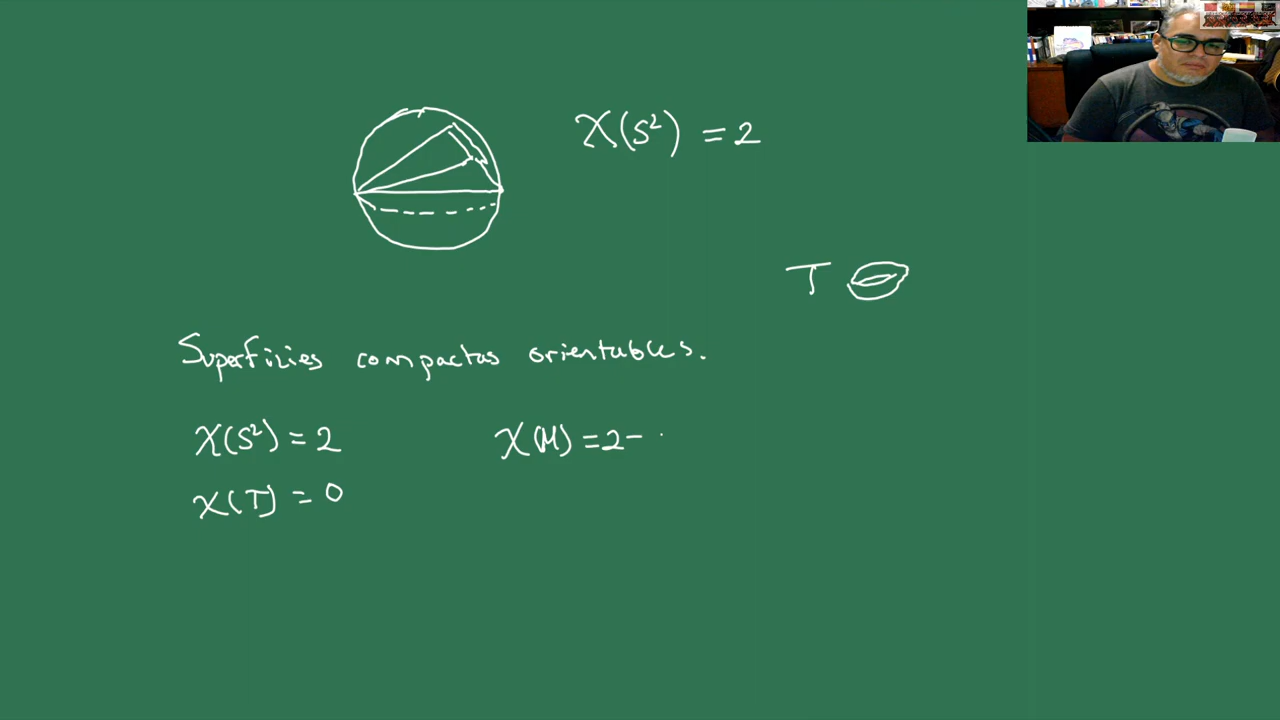 χ(S²) = 2
T
Superficies compactas orientables.
χ(S²) = 2
χ(M) = 2 -
χ(T) = 0